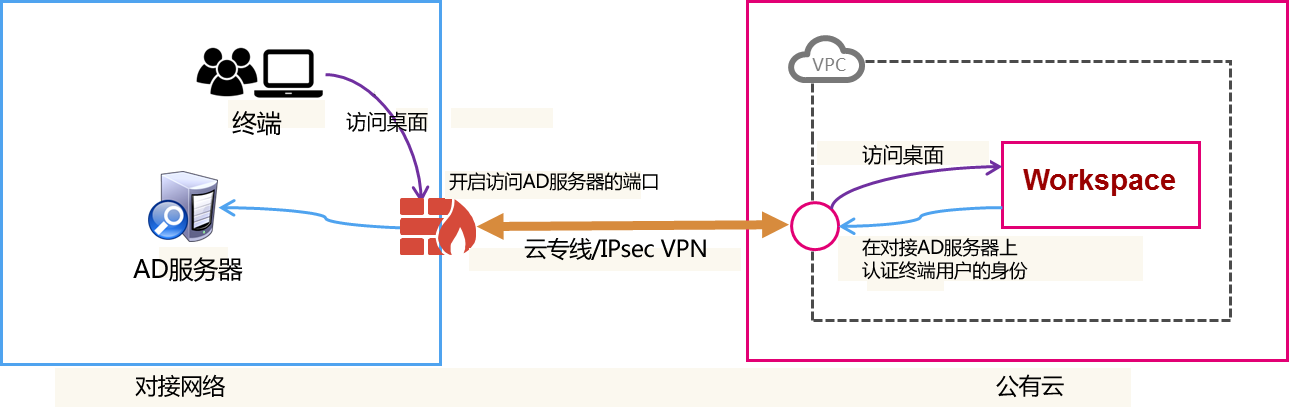 VPC
终端
访问桌面
访问桌面
开启访问AD服务器的端口
Workspace
云专线/IPsec VPN
在对接AD服务器上
认证终端用户的身份
AD服务器
对接网络
公有云